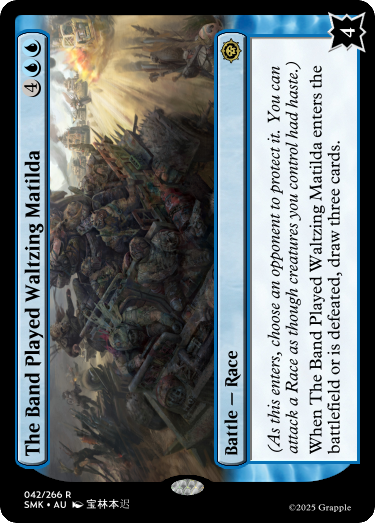 The Band Played Waltzing Matilda
4
Battle — Race
(As this enters, choose an opponent to protect it. You can
attack a Race as though creatures you control had haste.)
When The Band Played Waltzing Matilda enters the
battlefield or is defeated, draw three cards.
4
042/266 R
SMK • AU 宝林本迟
©2025 Grapple